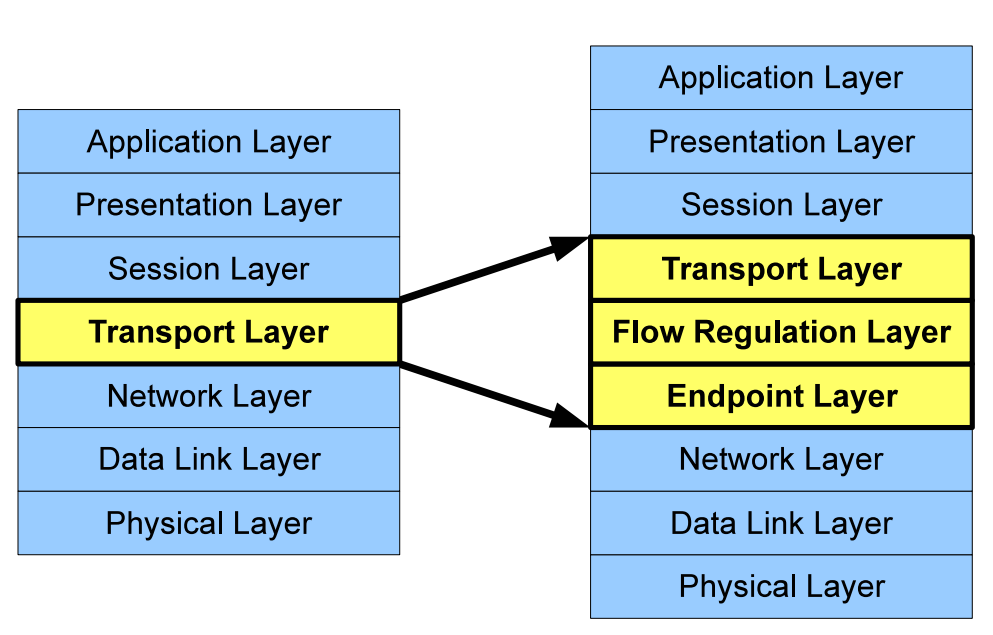 Application Layer
Presentation Layer
Session Layer
Transport Layer
Network Layer
Data Link Layer
Physical Layer
Application Layer
Presentation Layer
Session Layer
Transport Layer
Flow Regulation Layer
Endpoint Layer
Network Layer
Data Link Layer
Physical Layer